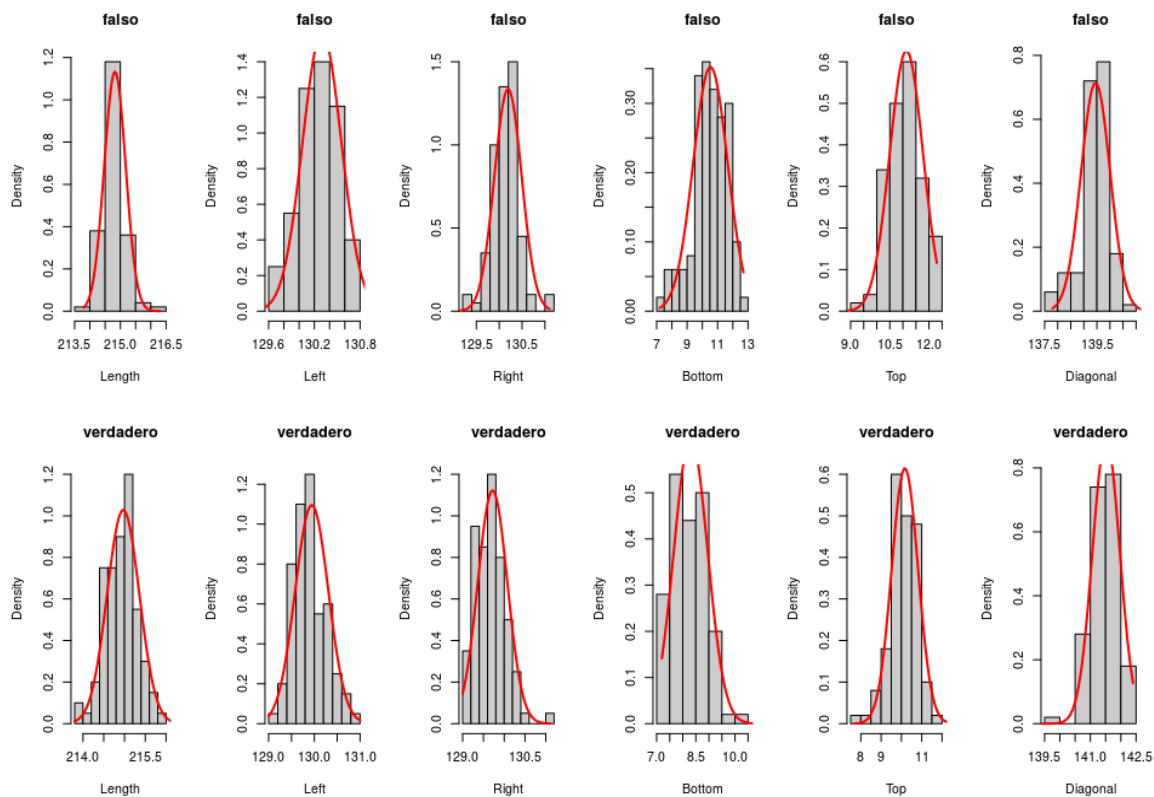 falso falso falso falso falso falso
Density Density Density Density Density Density
0.0 0.2 0.4 0.6 0.8 1.0 1.2
0.0 0.2 0.4 0.6 0.8 1.0 1.2 1.4
0.0 0.5 1.0 1.5
0.00 0.10 0.20 0.30
0.0 0.1 0.2 0.3 0.4 0.5 0.6
0.0 0.2 0.4 0.6 0.8
213.5 215.0 216.5 129.6 130.2 130.8 129.5 130.5 7 9 11 13 9.0 10.5 12.0 137.5 139.5
Length Left Right Bottom Top Diagonal
verdadero verdadero verdadero verdadero verdadero verdadero
Density Density Density Density Density Density
0.0 0.2 0.4 0.6 0.8 1.0 1.2
0.0 0.2 0.4 0.6 0.8 1.0 1.2
0.0 0.2 0.4 0.6 0.8 1.0 1.2
0.0 0.1 0.2 0.3 0.4 0.5
0.0 0.1 0.2 0.3 0.4 0.5 0.6
0.0 0.2 0.4 0.6 0.8
214.0 215.5 129.0 130.0 131.0 129.0 130.5 7.0 8.5 10.0 8 9 11 139.5 141.0 142.5
Length Left Right Bottom Top Diagonal